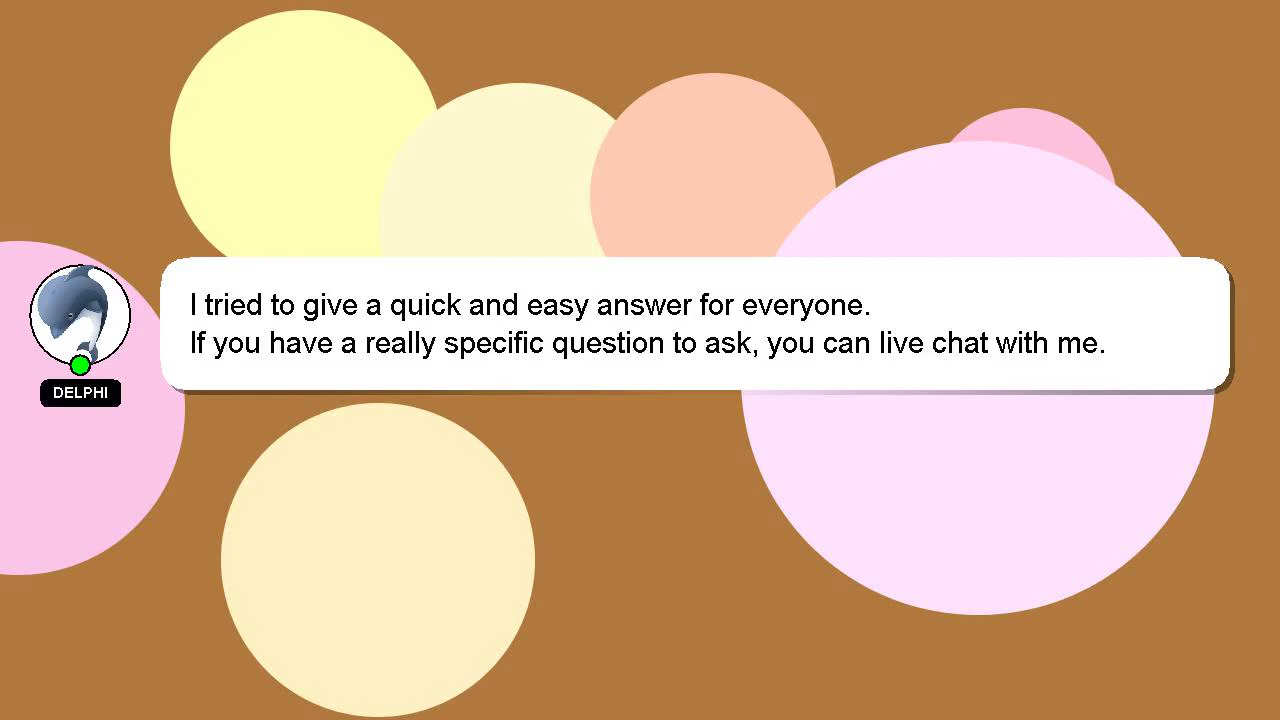 I tried to give a quick and easy answer for everyone.
If you have a really specific question to ask, you can live chat with me.
DELPHI